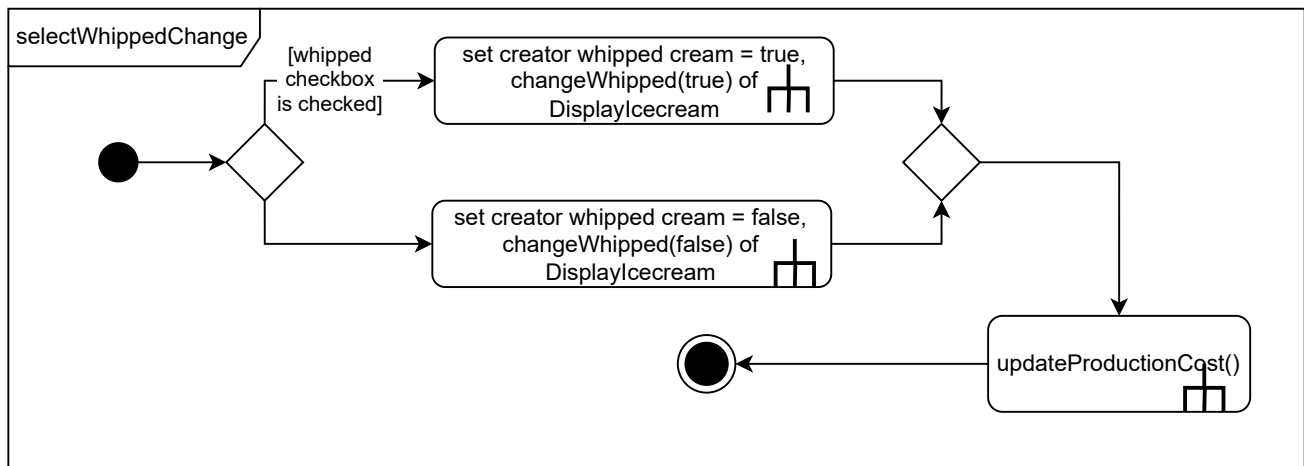 selectWhippedChange
[whipped
checkbox
is checked]
set creator whipped cream = true,
changeWhipped(true) of
DisplayIcecream
set creator whipped cream = false,
changeWhipped(false) of
DisplayIcecream
updateProductionCost()